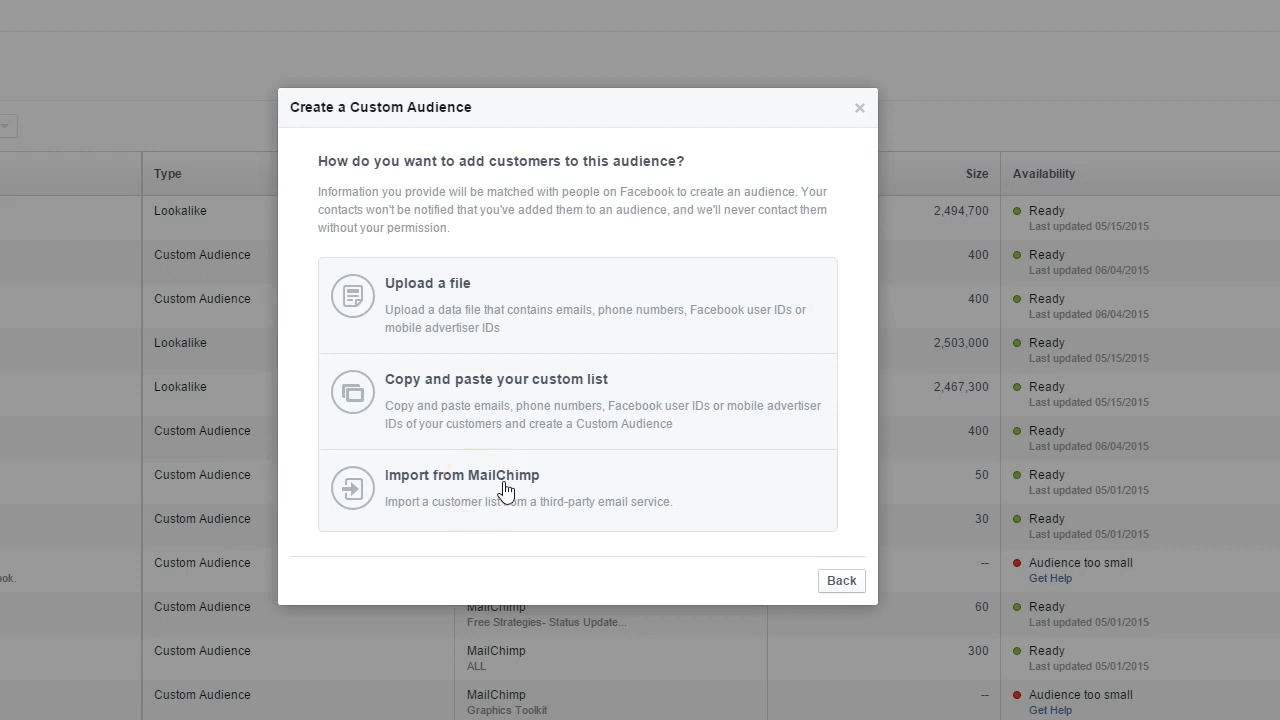 Create a Custom Audience
×
How do you want to add customers to this audience?
Information you provide will be matched with people on Facebook to create an audience. Your
contacts won't be notified that you've added them to an audience, and we'll never contact them
without your permission.
Upload a file
Upload a data file that contains emails, phone numbers, Facebook user IDs or
mobile advertiser IDs
Copy and paste your custom list
Copy and paste emails, phone numbers, Facebook user IDs or mobile advertiser
IDs of your customers and create a Custom Audience
Import from MailChimp
Import a customer list from a third-party email service.
Back
Type Size Availability
Lookalike 2,494,700 Ready
Last updated 05/15/2015
Custom Audience 400 Ready
Last updated 06/04/2015
Custom Audience 400 Ready
Last updated 06/04/2015
Lookalike 2,503,000 Ready
Last updated 05/15/2015
Lookalike 2,467,300 Ready
Last updated 05/15/2015
Custom Audience 400 Ready
Last updated 06/04/2015
Custom Audience 50 Ready
Last updated 05/01/2015
Custom Audience 30 Ready
Last updated 05/01/2015
Custom Audience -- Audience too small
ook. Get Help
Custom Audience MailChimp 60 Ready
Free Strategies- Status Update... Last updated 05/01/2015
Custom Audience MailChimp 300 Ready
ALL Last updated 05/01/2015
Custom Audience MailChimp -- Audience too small
Graphics Toolkit Get Help